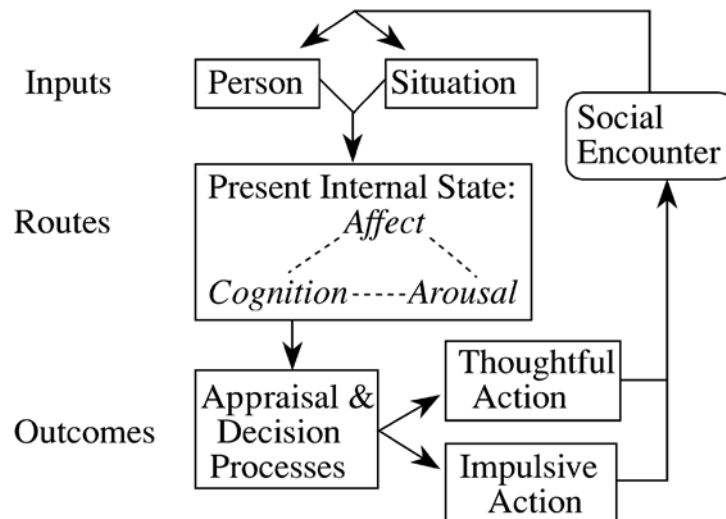 Inputs
Person
Situation
Social
Encounter
Routes
Present Internal State:
Affect
Cognition
Arousal
Outcomes
Appraisal &
Decision
Processes
Thoughtful
Action
Impulsive
Action